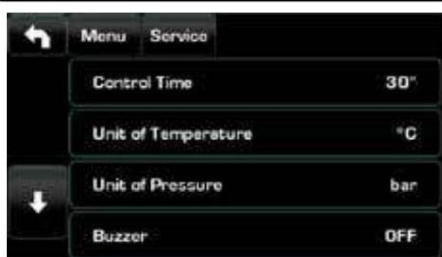 Menu Service
Control Time 30"
Unit of Temperature °C
Unit of Pressure bar
Buzzer OFF